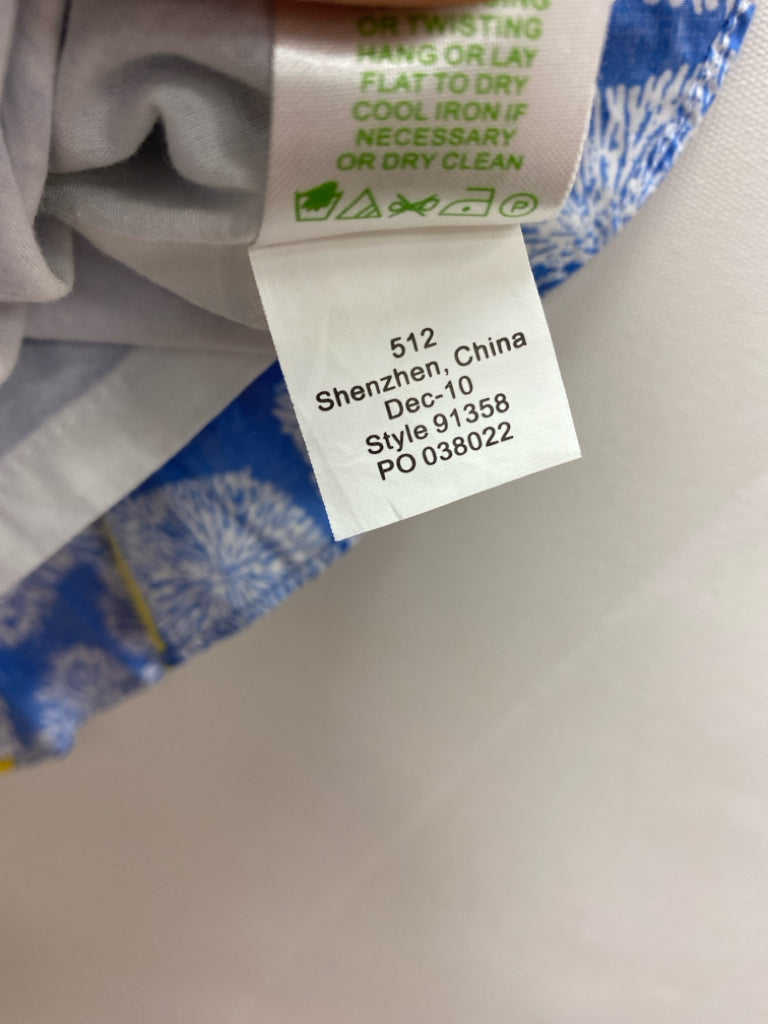 OR TWISTING
HANG OR LAY
FLAT TO DRY
COOL IRON IF
NECESSARY
OR DRY CLEAN
P
512
Shenzhen, China
Dec-10
Style 91358
PO 038022